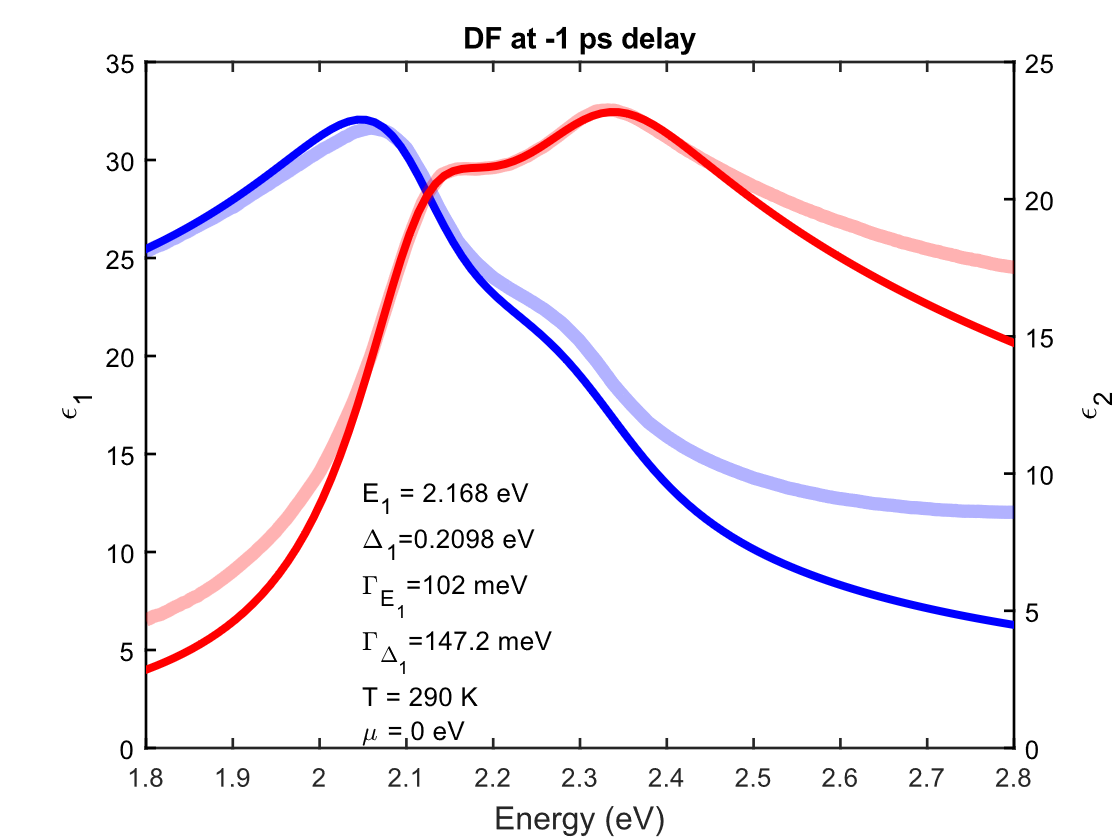 DF at -1 ps delay
35
30
25
20
15
10
5
0
ϵ1
25
20
15
10
5
0
ϵ2
E1 = 2.168 eV
Δ1=0.2098 eV
ΓE1=102 meV
ΓΔ1=147.2 meV
T = 290 K
μ = 0 eV
1.8 1.9 2 2.1 2.2 2.3 2.4 2.5 2.6 2.7 2.8
Energy (eV)